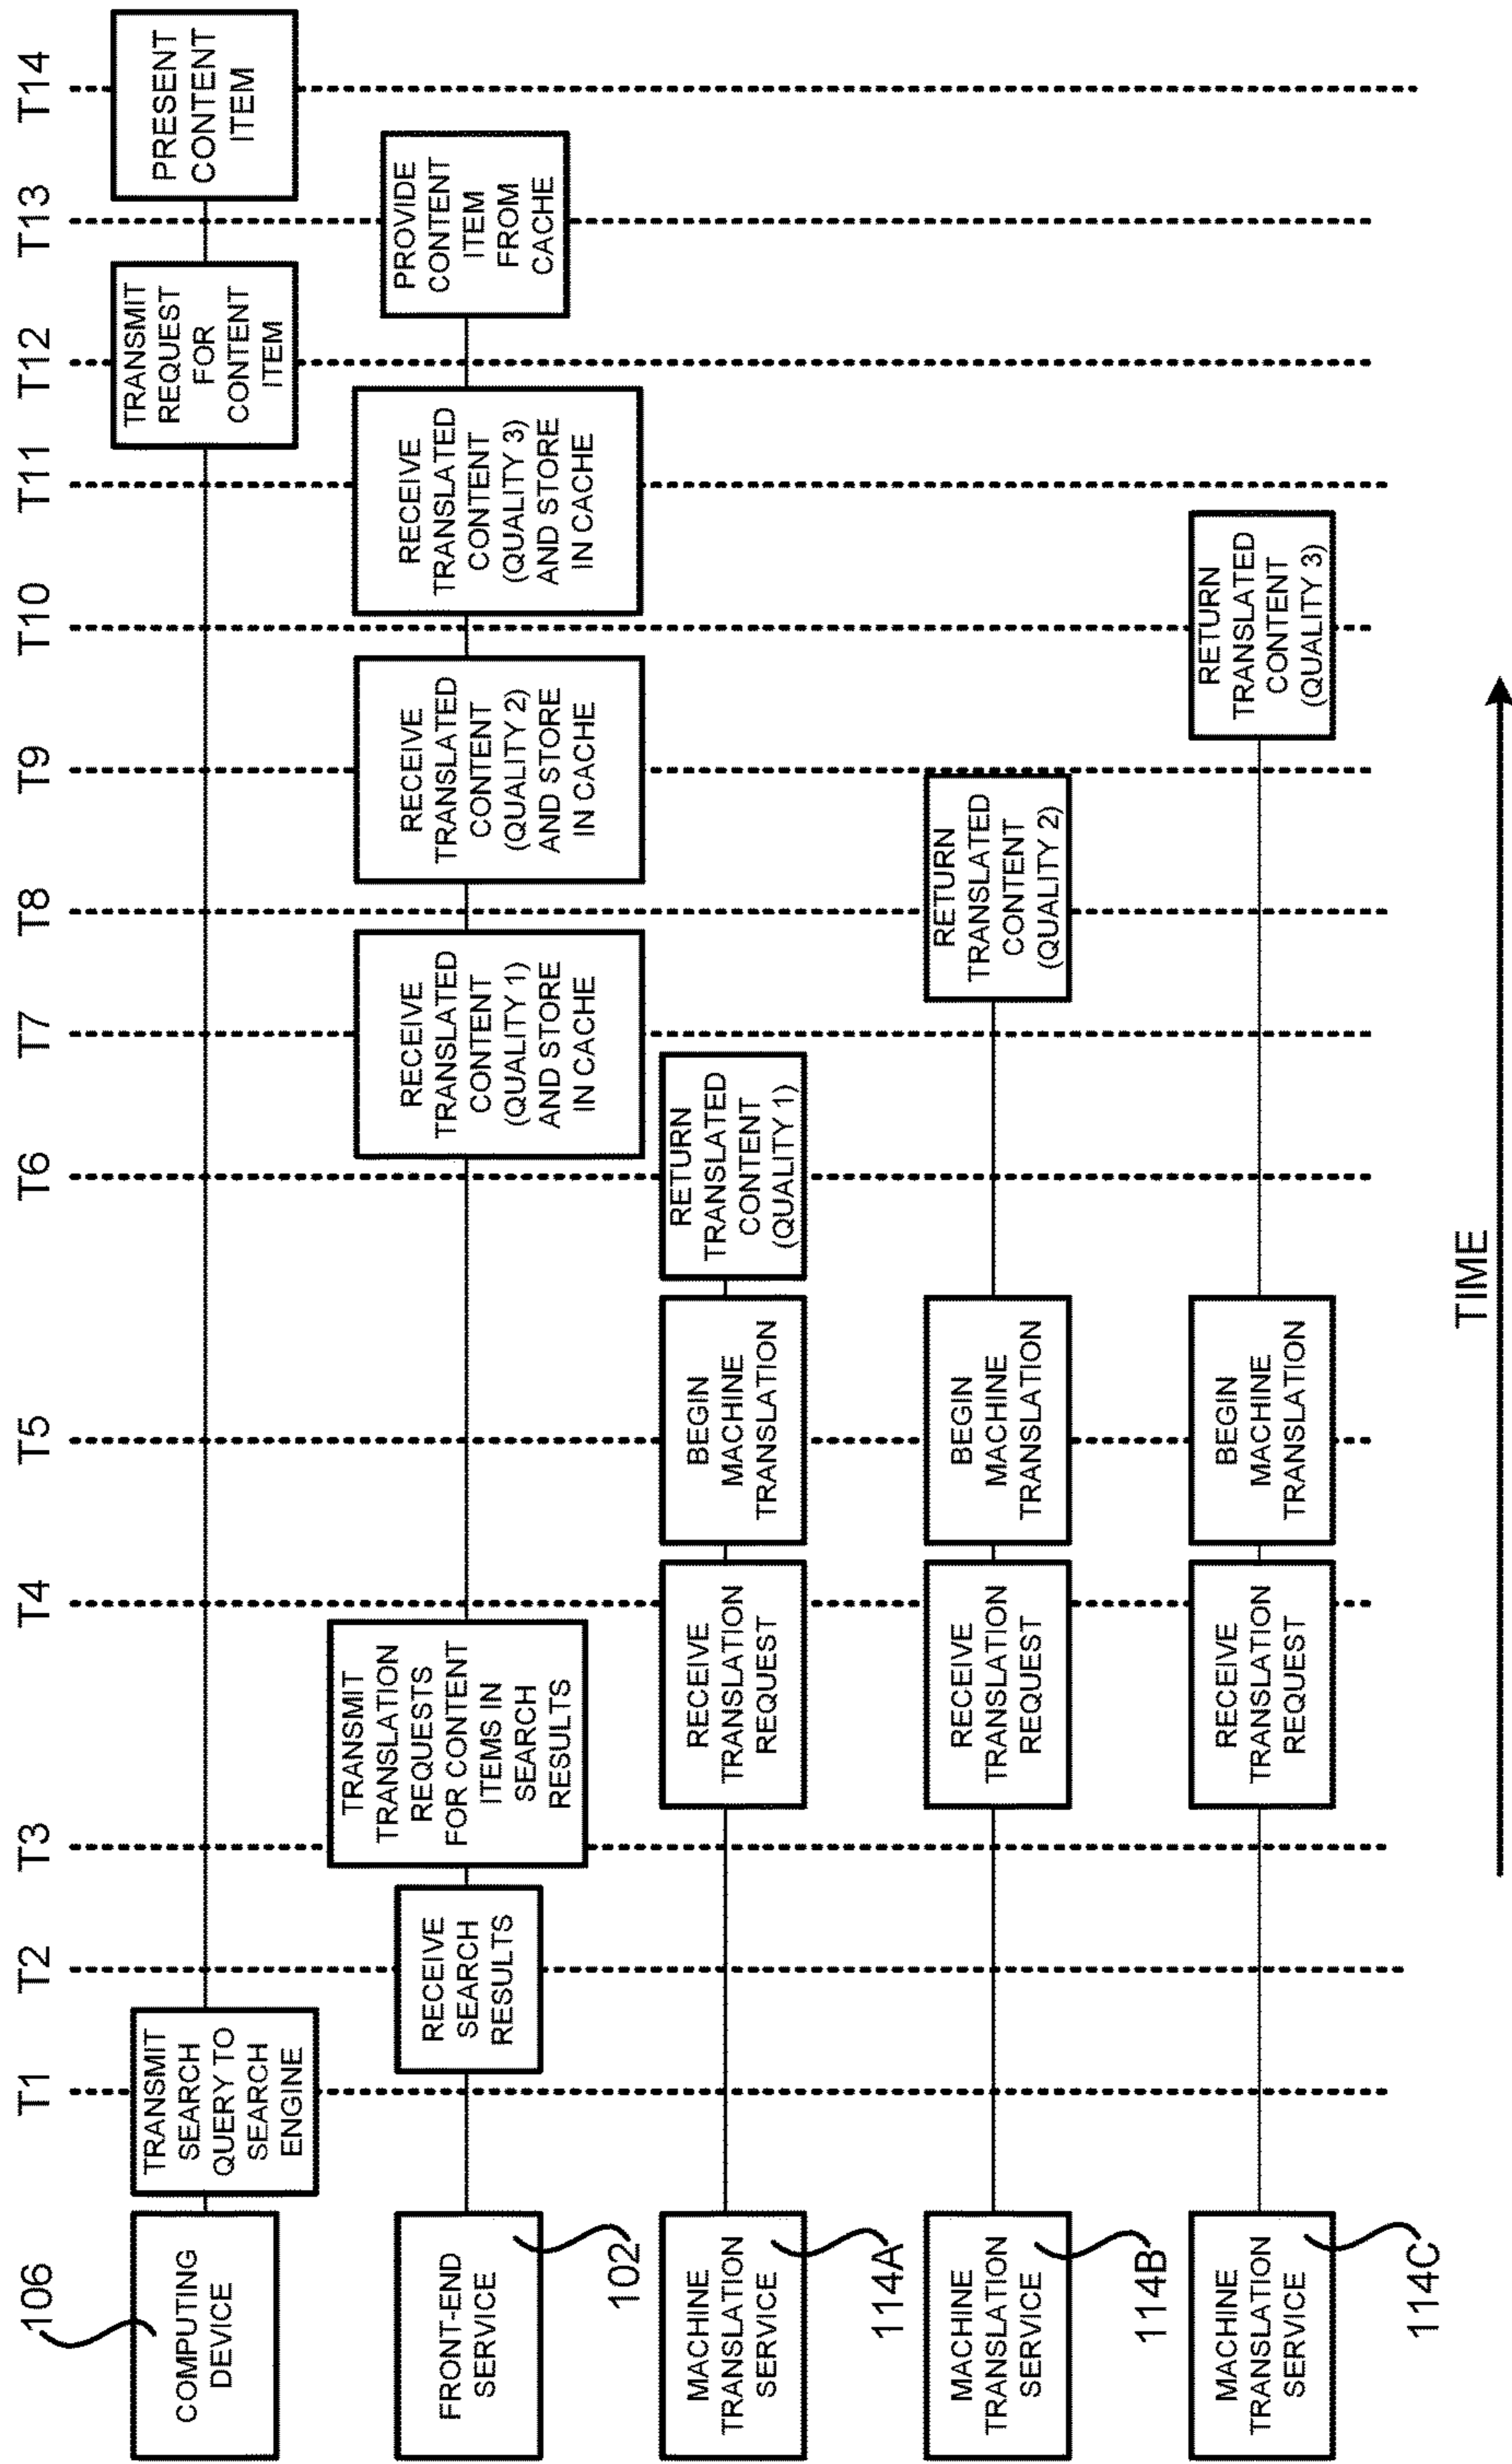 T1
T2
T3
T4
T5
T6
T7
T8
T9
T10
T11
T12
T13
T14
106
COMPUTING
DEVICE
TRANSMIT
SEARCH
QUERY TO
SEARCH
ENGINE
TRANSMIT
REQUEST
FOR
CONTENT
ITEM
PRESENT
CONTENT
ITEM
FRONT-END
SERVICE
102
RECEIVE
SEARCH
RESULTS
TRANSMIT
TRANSLATION
REQUESTS
FOR CONTENT
ITEMS IN
SEARCH
RESULTS
RECEIVE
TRANSLATED
CONTENT
(QUALITY 1)
AND STORE
IN CACHE
RECEIVE
TRANSLATED
CONTENT
(QUALITY 2)
AND STORE
IN CACHE
RECEIVE
TRANSLATED
CONTENT
(QUALITY 3)
AND STORE
IN CACHE
PROVIDE
CONTENT
ITEM
FROM
CACHE
MACHINE
TRANSLATION
SERVICE
114A
RECEIVE
TRANSLATION
REQUEST
BEGIN
MACHINE
TRANSLATION
RETURN
TRANSLATED
CONTENT
(QUALITY 1)
MACHINE
TRANSLATION
SERVICE
114B
RECEIVE
TRANSLATION
REQUEST
BEGIN
MACHINE
TRANSLATION
RETURN
TRANSLATED
CONTENT
(QUALITY 2)
MACHINE
TRANSLATION
SERVICE
114C
RECEIVE
TRANSLATION
REQUEST
BEGIN
MACHINE
TRANSLATION
RETURN
TRANSLATED
CONTENT
(QUALITY 3)
TIME